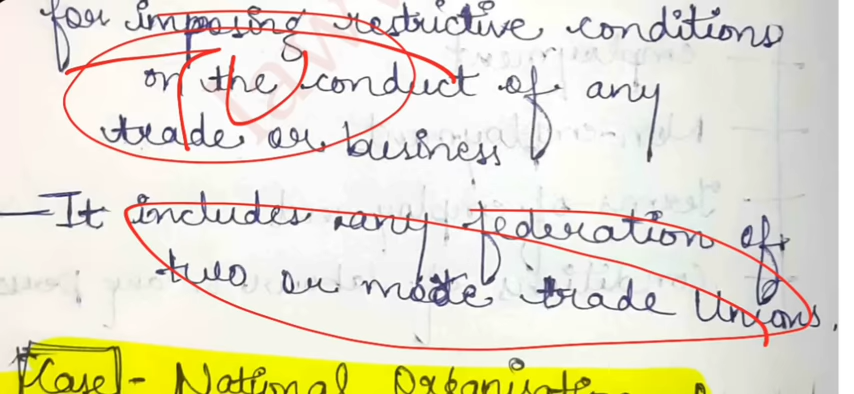 for imposing restrictive conditions
on the conduct of any
trade or business
— It includes any federation of
two or more trade Unions.
Case - National Organisation